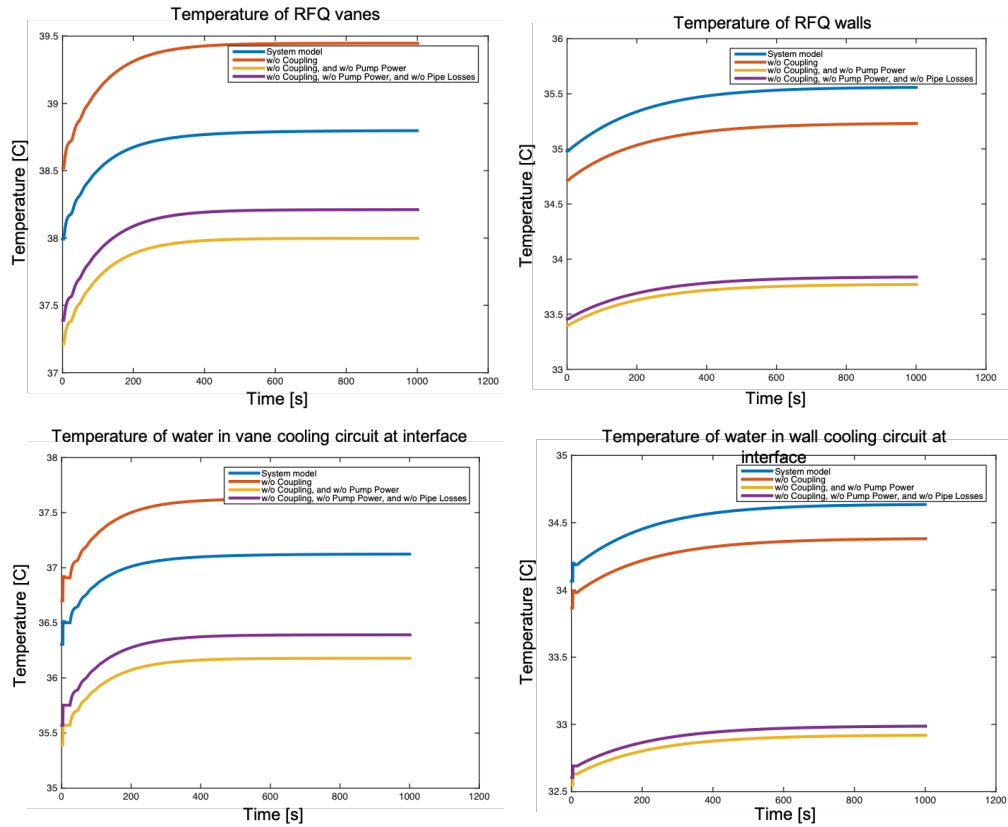 Temperature of RFQ vanes
39.5
39
38.5
38
37.5
37
Temperature [C]
System model
w/o Coupling
w/o Coupling, and w/o Pump Power
w/o Coupling, w/o Pump Power, and w/o Pipe Losses
0 200 400 600 800 1000 1200
Time [s]
Temperature of RFQ walls
36
35.5
35
34.5
34
33.5
33
Temperature [C]
System model
w/o Coupling
w/o Coupling, and w/o Pump Power
w/o Coupling, w/o Pump Power, and w/o Pipe Losses
0 200 400 600 800 1000 1200
Time [s]
Temperature of water in vane cooling circuit at interface
38
37.5
37
36.5
36
35.5
35
Temperature [C]
System model
w/o Coupling
w/o Coupling, and w/o Pump Power
w/o Coupling, w/o Pump Power, and w/o Pipe Losses
0 200 400 600 800 1000 1200
Time [s]
Temperature of water in wall cooling circuit at
interface
35
34.5
34
33.5
33
32.5
Temperature [C]
System model
w/o Coupling
w/o Coupling, and w/o Pump Power
w/o Coupling, w/o Pump Power, and w/o Pipe Losses
0 200 400 600 800 1000 1200
Time [s]